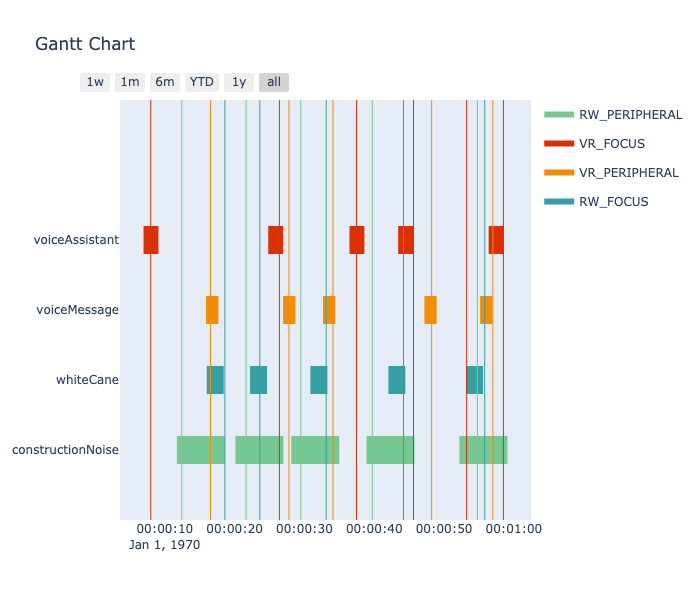 Gantt Chart
1w 1m 6m YTD 1y all
RW_PERIPHERAL
VR_FOCUS
VR_PERIPHERAL
RW_FOCUS
voiceAssistant
voiceMessage
whiteCane
constructionNoise
00:00:10 00:00:20 00:00:30 00:00:40 00:00:50 00:01:00
Jan 1, 1970